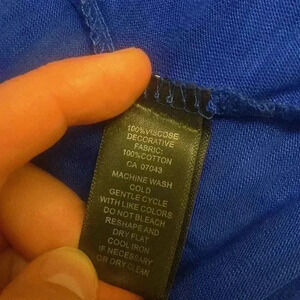 100%VISCOSE
DECORATIVE
FABRIC:
100%COTTON
CA 07043
MACHINE WASH
COLD
GENTLE CYCLE
WITH LIKE COLORS
DO NOT BLEACH
RESHAPE AND
DRY FLAT
COOL IRON
IF NECESSARY
OR DRY CLEAN